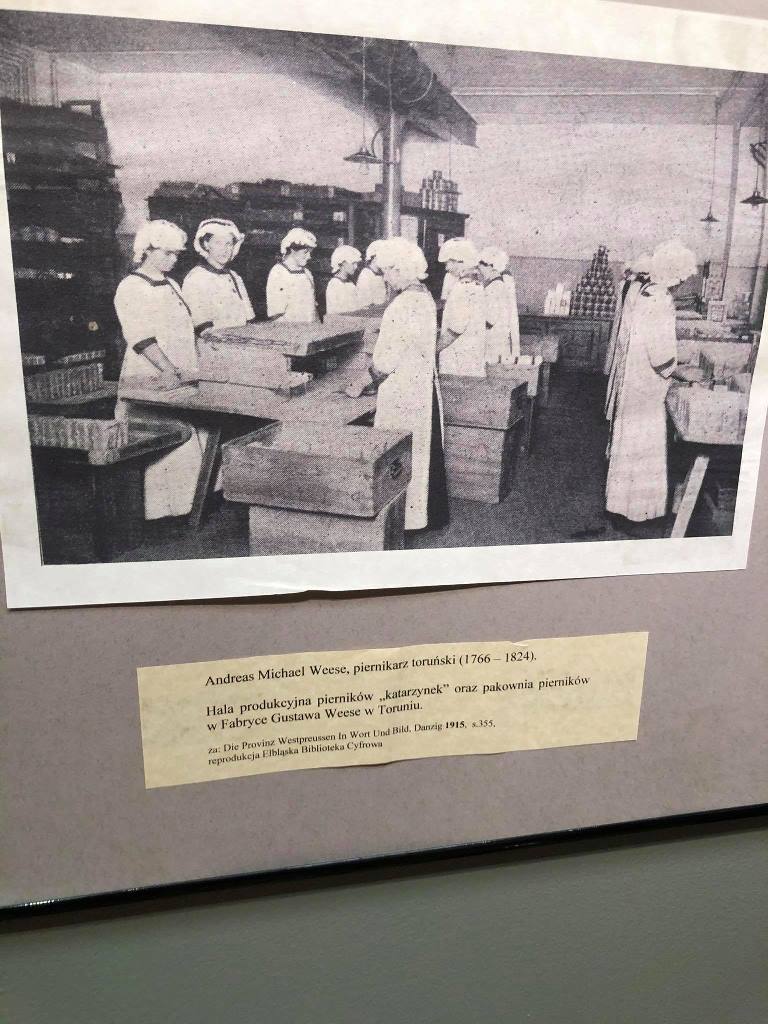 Andreas Michael Weese, piernikarz toruński (1766 – 1824).
Hala produkcyjna pierników „katarzynek” oraz pakownia pierników
w Fabryce Gustawa Weese w Toruniu.
za: Die Provinz Westpreussen In Wort Und Bild, Danzig 1915, s.355,
reprodukcja Elbląska Biblioteka Cyfrowa